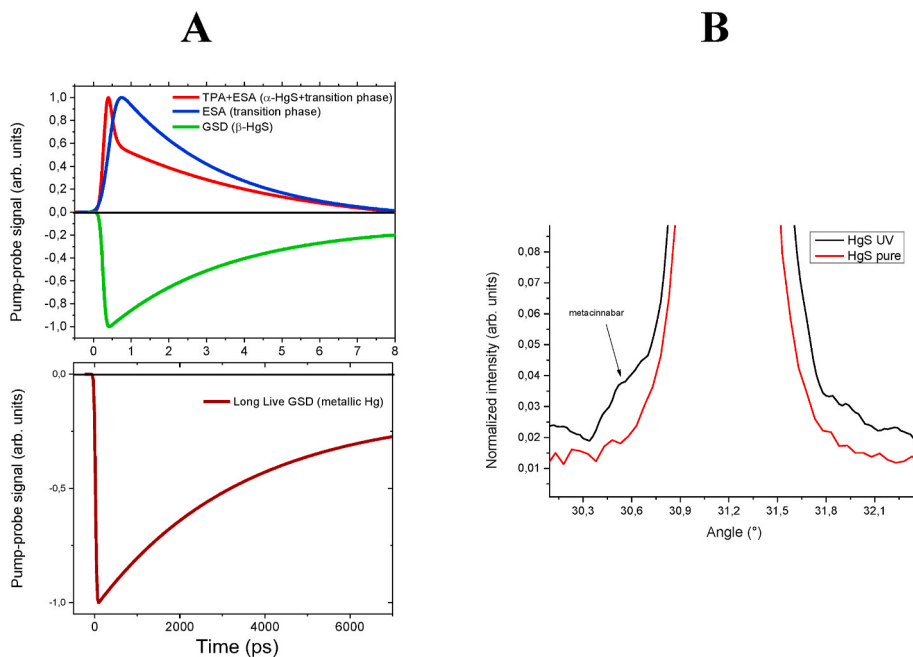 A
B
Pump-probe signal (arb. units)
1,0
0,8
0,6
0,4
0,2
0,0
-0,2
-0,4
-0,6
-0,8
-1,0
TPA+ESA (α-HgS+transition phase)
ESA (transition phase)
GSD (β-HgS)
Pump-probe signal (arb. units)
0 1 2 3 4 5 6 7 8
Pump-probe signal (arb. units)
0,0
-0,5
-1,0
Long Live GSD (metallic Hg)
0 2000 4000 6000
Time (ps)
Normalized intensity (arb. units)
0,08
0,07
0,06
0,05
0,04
0,03
0,02
0,01
HgS UV
HgS pure
metacinnabar
30,3 30,6 30,9 31,2 31,5 31,8 32,1
Angle (°)